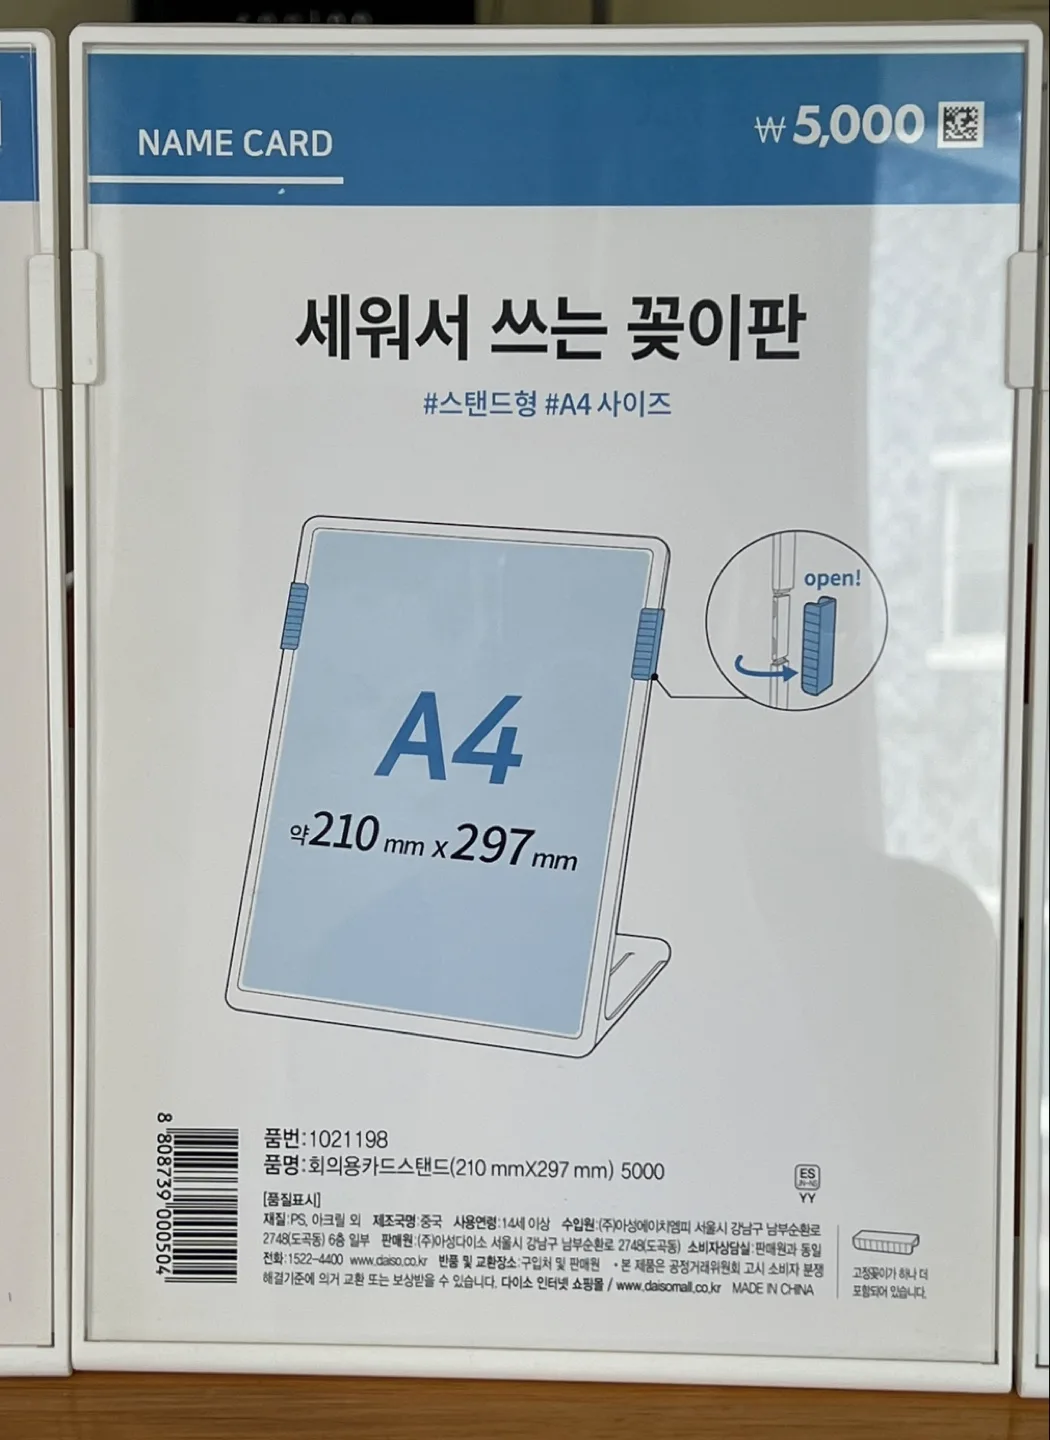 NAME CARD
₩5,000
세워서 쓰는 꽂이판
#스탠드형 #A4 사이즈
open!
A4
약210 mm x 297 mm
품번:1021198
품명:회의용카드스탠드(210 mmX297 mm) 5000
[품질표시]
재질:PS, 아크릴 외 제조국명:중국 사용연령:14세 이상 수입원:(주)아성에이치엠피 서울시 강남구 남부순환로
2748(도곡동) 6층 일부 판매원:(주)아성다이소 서울시 강남구 남부순환로 2748(도곡동) 소비자상담실:판매원과 동일
전화:1522-4400 www.daiso.co.kr 반품 및 교환장소:구입처 및 판매원 • 본 제품은 공정거래위원회 고시 소비자 분쟁
해결기준에 의거 교환 또는 보상받을 수 있습니다. 다이소 인터넷 쇼핑몰 / www.daisomall.co.kr MADE IN CHINA
ES
YY
고정꽂이가 하나 더
포함되어 있습니다.
8 808739 000504